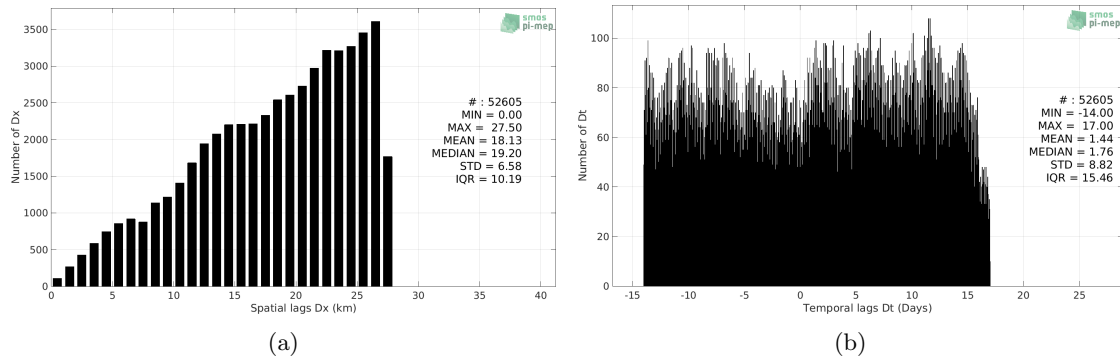 smos
pi-mep
3500
3000
2500
2000
1500
1000
500
0
Number of Dx
# : 52605
MIN = 0.00
MAX = 27.50
MEAN = 18.13
MEDIAN = 19.20
STD = 6.58
IQR = 10.19
0 5 10 15 20 25 30 35 40
Spatial lags Dx (km)
(a)
smos
pi-mep
100
80
60
40
20
0
Number of Dt
# : 52605
MIN = -14.00
MAX = 17.00
MEAN = 1.44
MEDIAN = 1.76
STD = 8.82
IQR = 15.46
-15 -10 -5 0 5 10 15 20 25
Temporal lags Dt (Days)
(b)